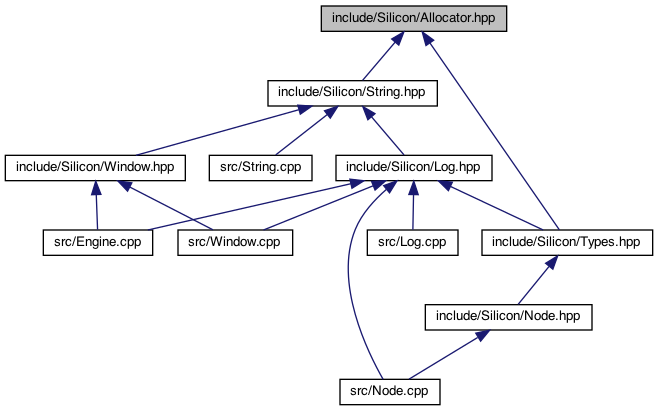 include/Silicon/Allocator.hpp
include/Silicon/String.hpp
include/Silicon/Window.hpp
src/String.cpp
include/Silicon/Log.hpp
src/Engine.cpp
src/Window.cpp
src/Log.cpp
include/Silicon/Types.hpp
include/Silicon/Node.hpp
src/Node.cpp